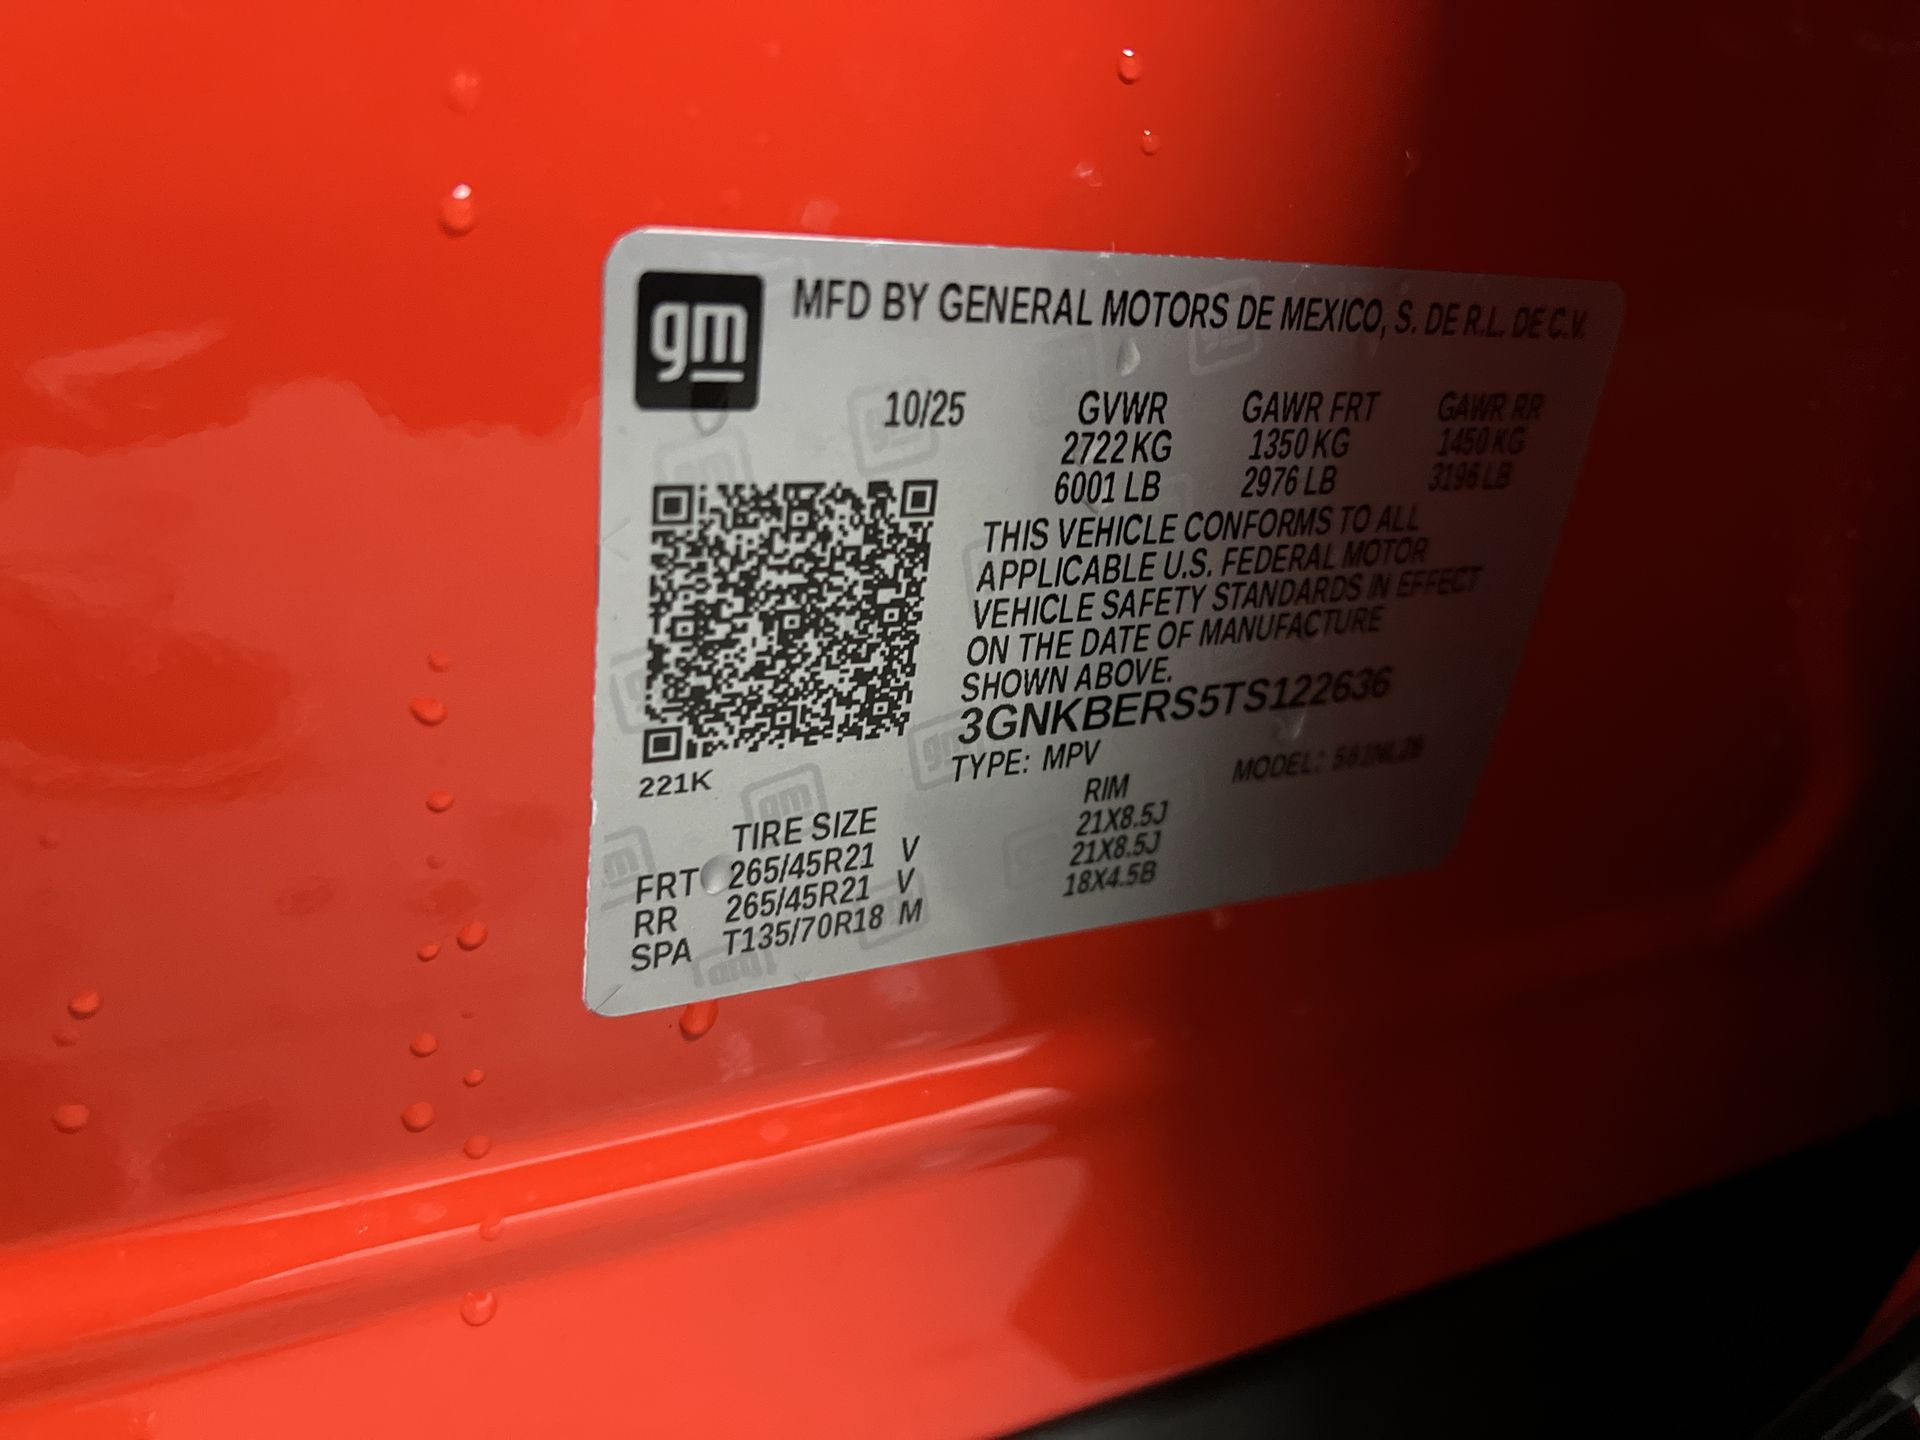 gm
MFD BY GENERAL MOTORS DE MEXICO, S. DE R.L. DE C.V.
10/25 GVWR GAWR FRT GAWR RR
2722 KG 1350 KG 1450 KG
6001 LB 2976 LB 3196 LB
THIS VEHICLE CONFORMS TO ALL
APPLICABLE U.S. FEDERAL MOTOR
VEHICLE SAFETY STANDARDS IN EFFECT
ON THE DATE OF MANUFACTURE
SHOWN ABOVE.
3GNKBERS5TS122636
TYPE: MPV MODEL:
221K
TIRE SIZE RIM
FRT 265/45R21 V 21X8.5J
RR 265/45R21 V 21X8.5J
SPA T135/70R18 M 18X4.5B